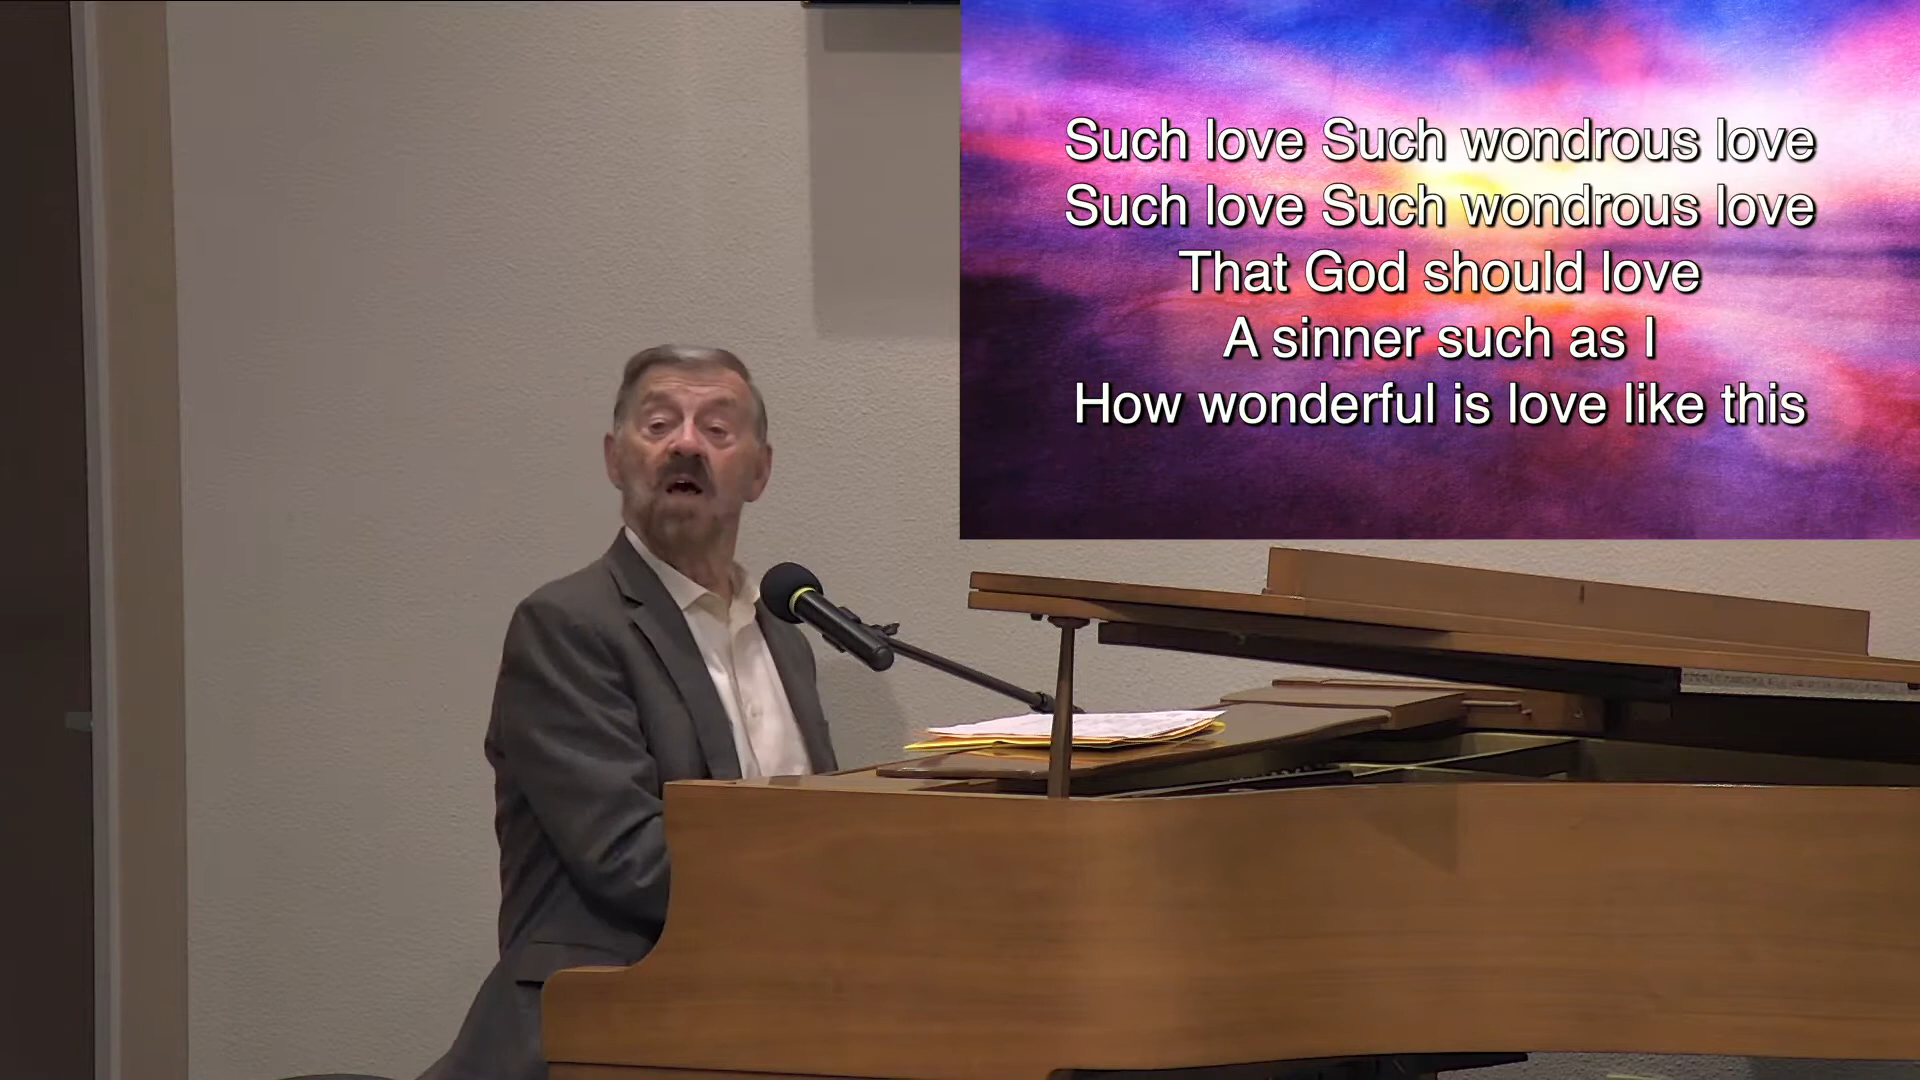 Such love Such wondrous love
Such love Such wondrous love
That God should love
A sinner such as I
How wonderful is love like this